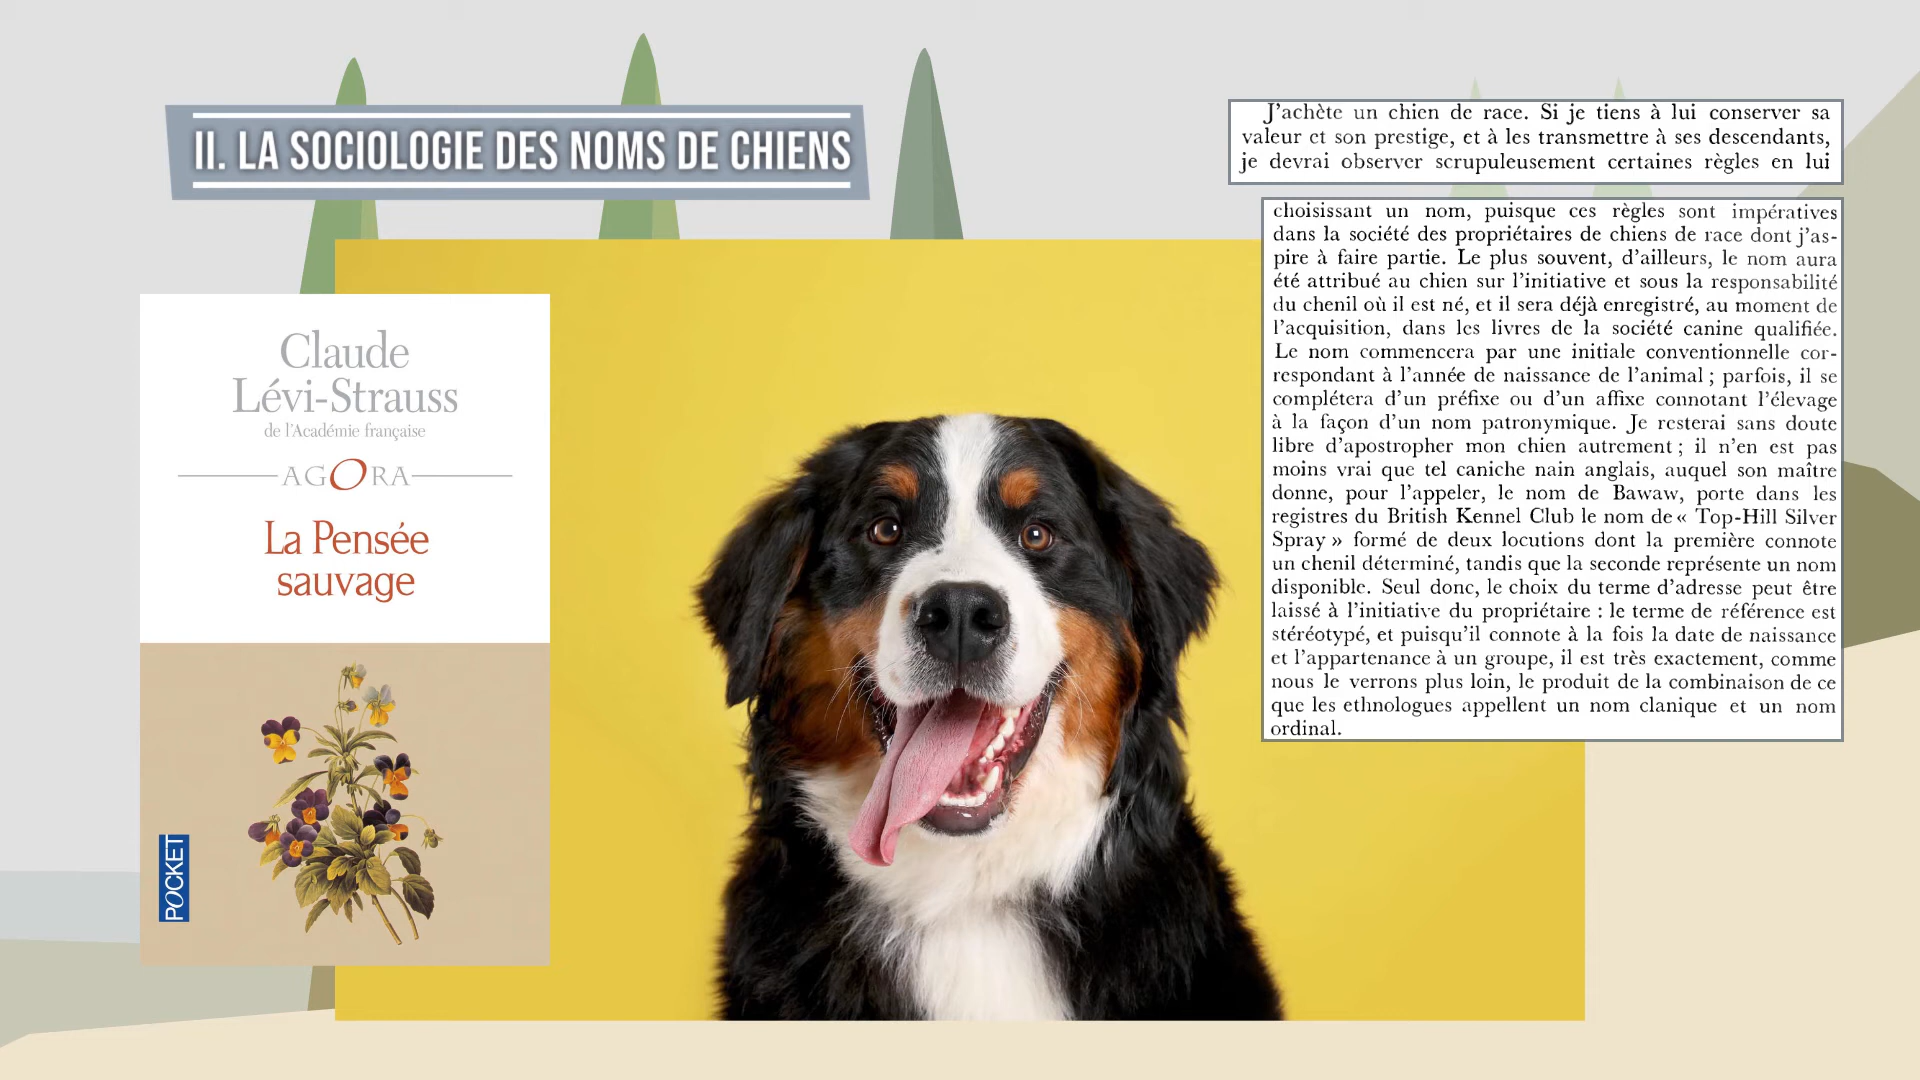 II. LA SOCIOLOGIE DES NOMS DE CHIENS
Claude
Lévi-Strauss
de l'Académie française
AGORA
La Pensée
sauvage
POCKET
J'achète un chien de race. Si je tiens à lui conserver sa
valeur et son prestige, et à les transmettre à ses descendants,
je devrai observer scrupuleusement certaines règles en lui
choisissant un nom, puisque ces règles sont impératives
dans la société des propriétaires de chiens de race dont j'as-
pire à faire partie. Le plus souvent, d'ailleurs, le nom aura
été attribué au chien sur l'initiative et sous la responsabilité
du chenil où il est né, et il sera déjà enregistré, au moment de
l'acquisition, dans les livres de la société canine qualifiée.
Le nom commencera par une initiale conventionnelle cor-
respondant à l'année de naissance de l'animal ; parfois, il se
complétera d'un préfixe ou d'un affixe connotant l'élevage
à la façon d'un nom patronymique. Je resterai sans doute
libre d'apostropher mon chien autrement ; il n'en est pas
moins vrai que tel caniche nain anglais, auquel son maître
donne, pour l'appeler, le nom de Bawaw, porte dans les
registres du British Kennel Club le nom de « Top-Hill Silver
Spray » formé de deux locutions dont la première connote
un chenil déterminé, tandis que la seconde représente un nom
disponible. Seul donc, le choix du terme d'adresse peut être
laissé à l'initiative du propriétaire : le terme de référence est
stéréotypé, et puisqu'il connote à la fois la date de naissance
et l'appartenance à un groupe, il est très exactement, comme
nous le verrons plus loin, le produit de la combinaison de ce
que les ethnologues appellent un nom clanique et un nom
ordinal.